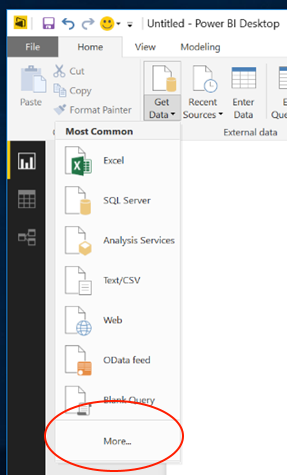 Untitled - Power BI Desktop
File Home View Modeling
Paste
Cut
Copy
Format Painter
Get Data
Recent Sources
Enter Data
External data
Most Common
Excel
SQL Server
Analysis Services
Text/CSV
Web
OData feed
Blank Query
More...